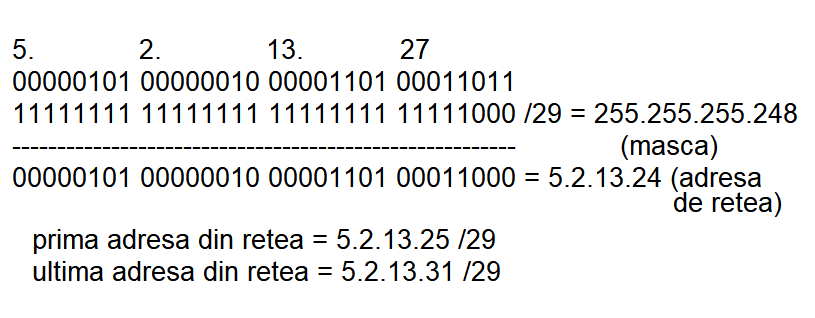 5. 2. 13. 27
00000101 00000010 00001101 00011011
11111111 11111111 11111111 11111000 /29 = 255.255.255.248
(masca)
---------------------------------------------------------
00000101 00000010 00001101 00011000 = 5.2.13.24 (adresa
de retea)
prima adresa din retea = 5.2.13.25 /29
ultima adresa din retea = 5.2.13.31 /29